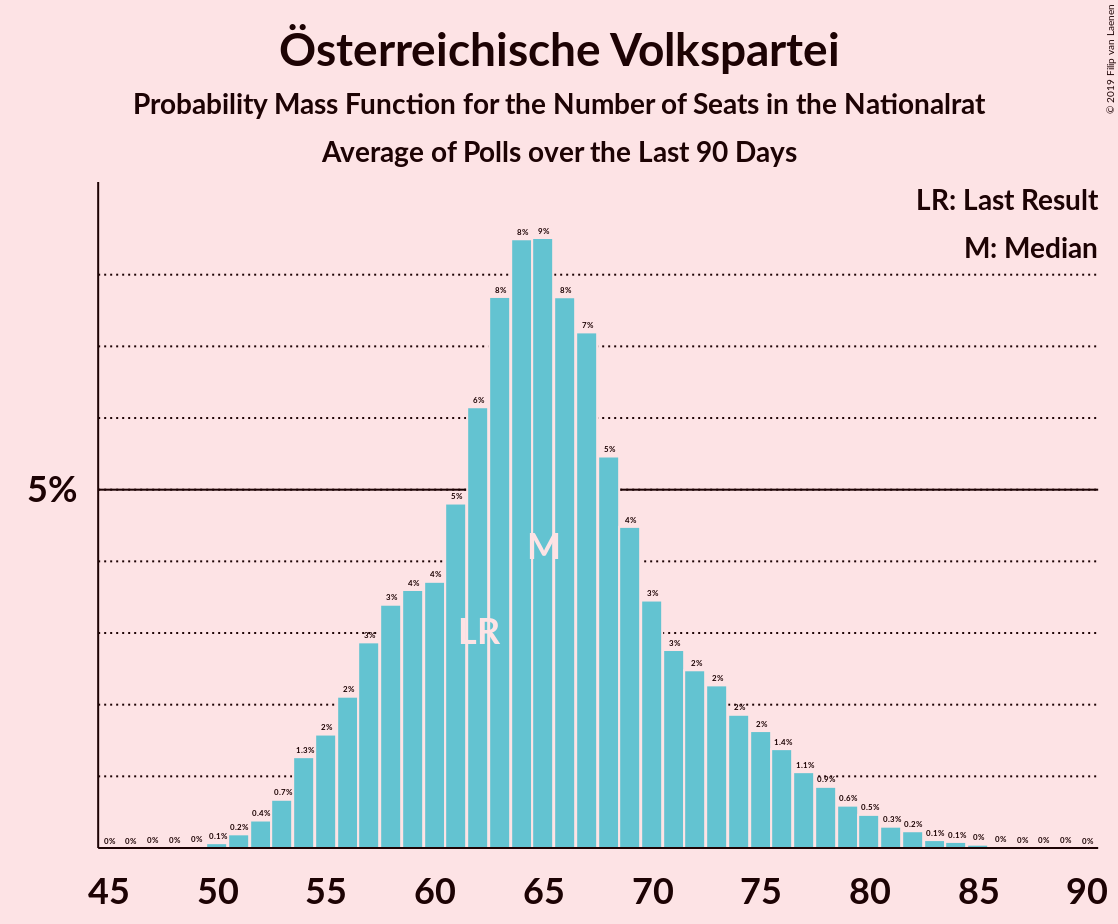 Österreichische Volkspartei
Probability Mass Function for the Number of Seats in the Nationalrat
Average of Polls over the Last 90 Days
© 2019 Filip van Laenen
LR: Last Result
M: Median
5%
0% 0% 0% 0% 0% 0.1% 0.2% 0.4% 0.7% 1.3% 2% 2% 3% 3% 4% 4% 5% 6% 8% 8% 9% 8% 7% 5% 4% 3% 3% 2% 2% 2% 2% 1.4% 1.1% 0.9% 0.6% 0.5% 0.3% 0.2% 0.1% 0.1% 0% 0% 0% 0% 0% 0%
M
LR
45 50 55 60 65 70 75 80 85 90